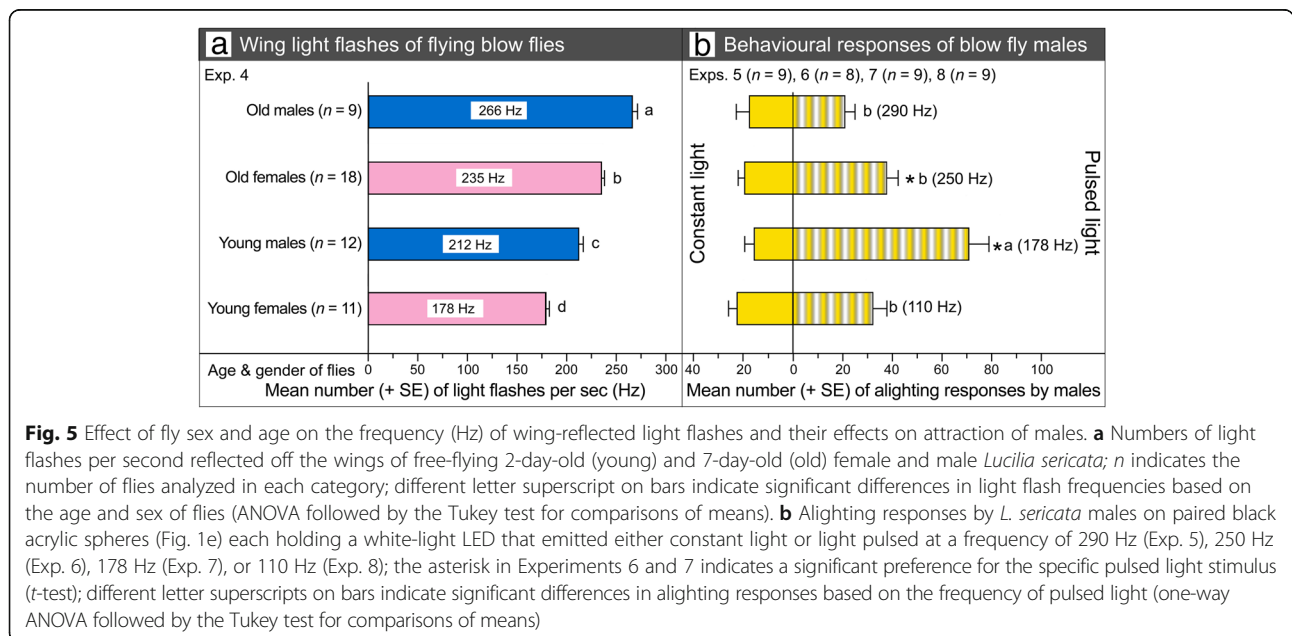 a Wing light flashes of flying blow flies
Exp. 4
Old males (n = 9)
266 Hz
a
Old females (n = 18)
235 Hz
b
Young males (n = 12)
212 Hz
c
Young females (n = 11)
178 Hz
d
Age & gender of flies
0 50 100 150 200 250 300
Mean number (+ SE) of light flashes per sec (Hz)
b Behavioural responses of blow fly males
Exps. 5 (n = 9), 6 (n = 8), 7 (n = 9), 8 (n = 9)
Constant light
Pulsed light
b (290 Hz)
* b (250 Hz)
*a (178 Hz)
b (110 Hz)
40 20 0 20 40 60 80 100
Mean number (+ SE) of alighting responses by males
Fig. 5 Effect of fly sex and age on the frequency (Hz) of wing-reflected light flashes and their effects on attraction of males. a Numbers of light
flashes per second reflected off the wings of free-flying 2-day-old (young) and 7-day-old (old) female and male Lucilia sericata; n indicates the
number of flies analyzed in each category; different letter superscript on bars indicate significant differences in light flash frequencies based on
the age and sex of flies (ANOVA followed by the Tukey test for comparisons of means). b Alighting responses by L. sericata males on paired black
acrylic spheres (Fig. 1e) each holding a white-light LED that emitted either constant light or light pulsed at a frequency of 290 Hz (Exp. 5), 250 Hz
(Exp. 6), 178 Hz (Exp. 7), or 110 Hz (Exp. 8); the asterisk in Experiments 6 and 7 indicates a significant preference for the specific pulsed light stimulus
(t-test); different letter superscripts on bars indicate significant differences in alighting responses based on the frequency of pulsed light (one-way
ANOVA followed by the Tukey test for comparisons of means)